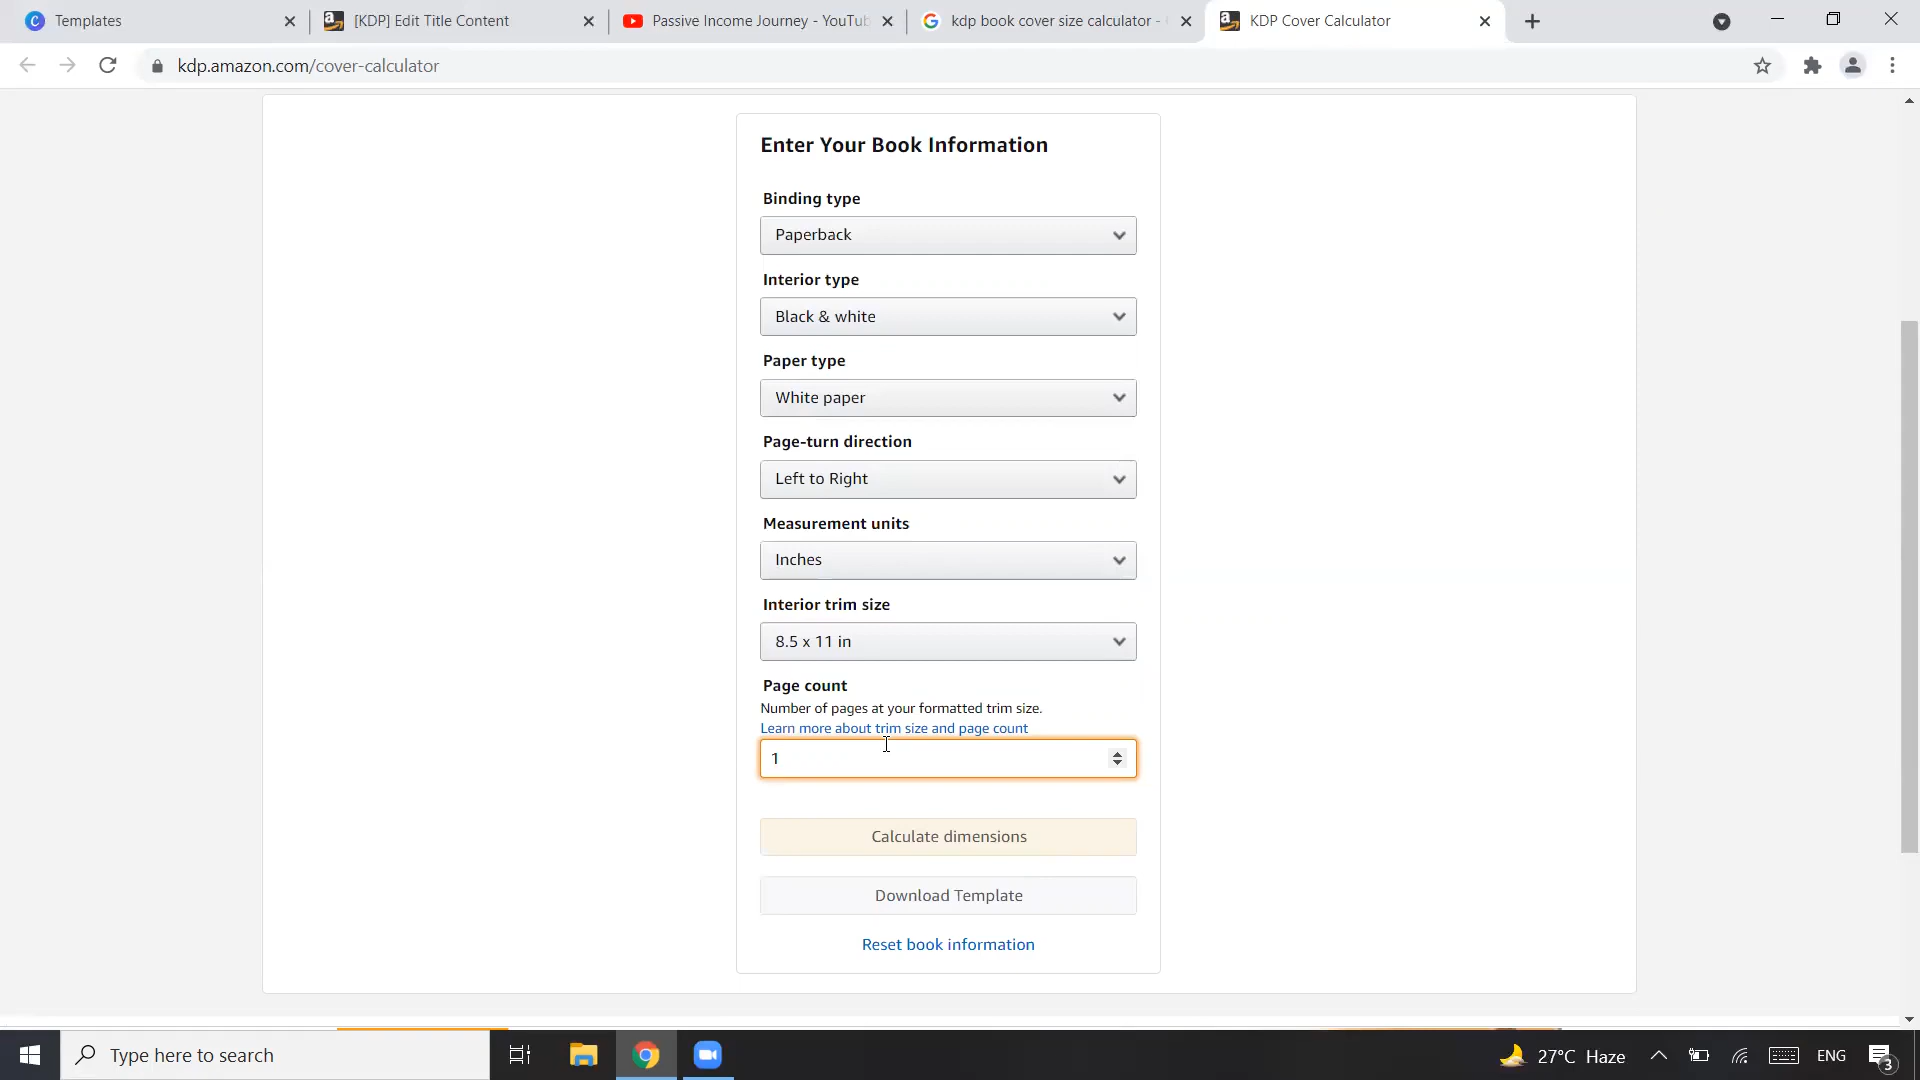 Templates
[KDP] Edit Title Content
Passive Income Journey - YouTub
kdp book cover size calculator -
KDP Cover Calculator
kdp.amazon.com/cover-calculator
Enter Your Book Information
Binding type
Paperback
Interior type
Black & white
Paper type
White paper
Page-turn direction
Left to Right
Measurement units
Inches
Interior trim size
8.5 x 11 in
Page count
Number of pages at your formatted trim size.
Learn more about trim size and page count
1
Calculate dimensions
Download Template
Reset book information
Type here to search
27°C Haze
ENG
3